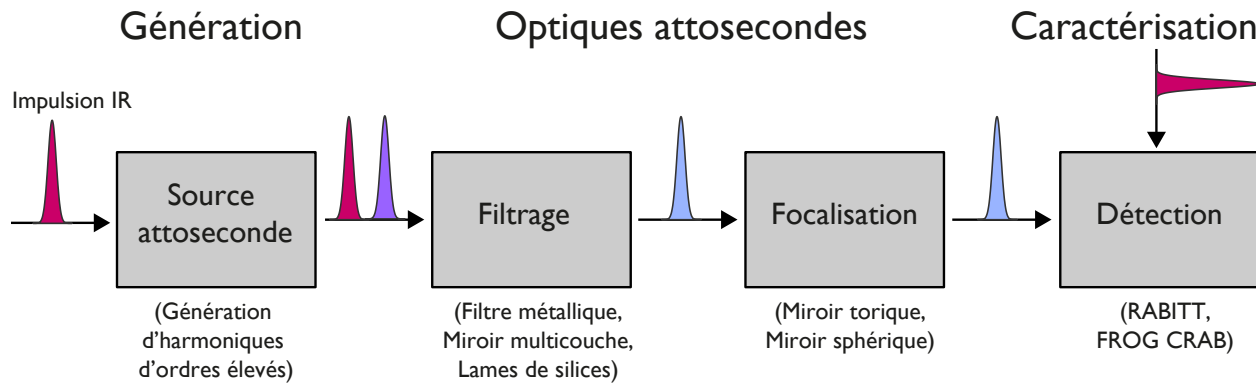 Génération
Optiques attosecondes
Caractérisation
Impulsion IR
Source
attoseconde
Filtrage
Focalisation
Détection
(Génération
d'harmoniques
d'ordres élevés)
(Filtre métallique,
Miroir multicouche,
Lames de silices)
(Miroir torique,
Miroir sphérique)
(RABITT,
FROG CRAB)